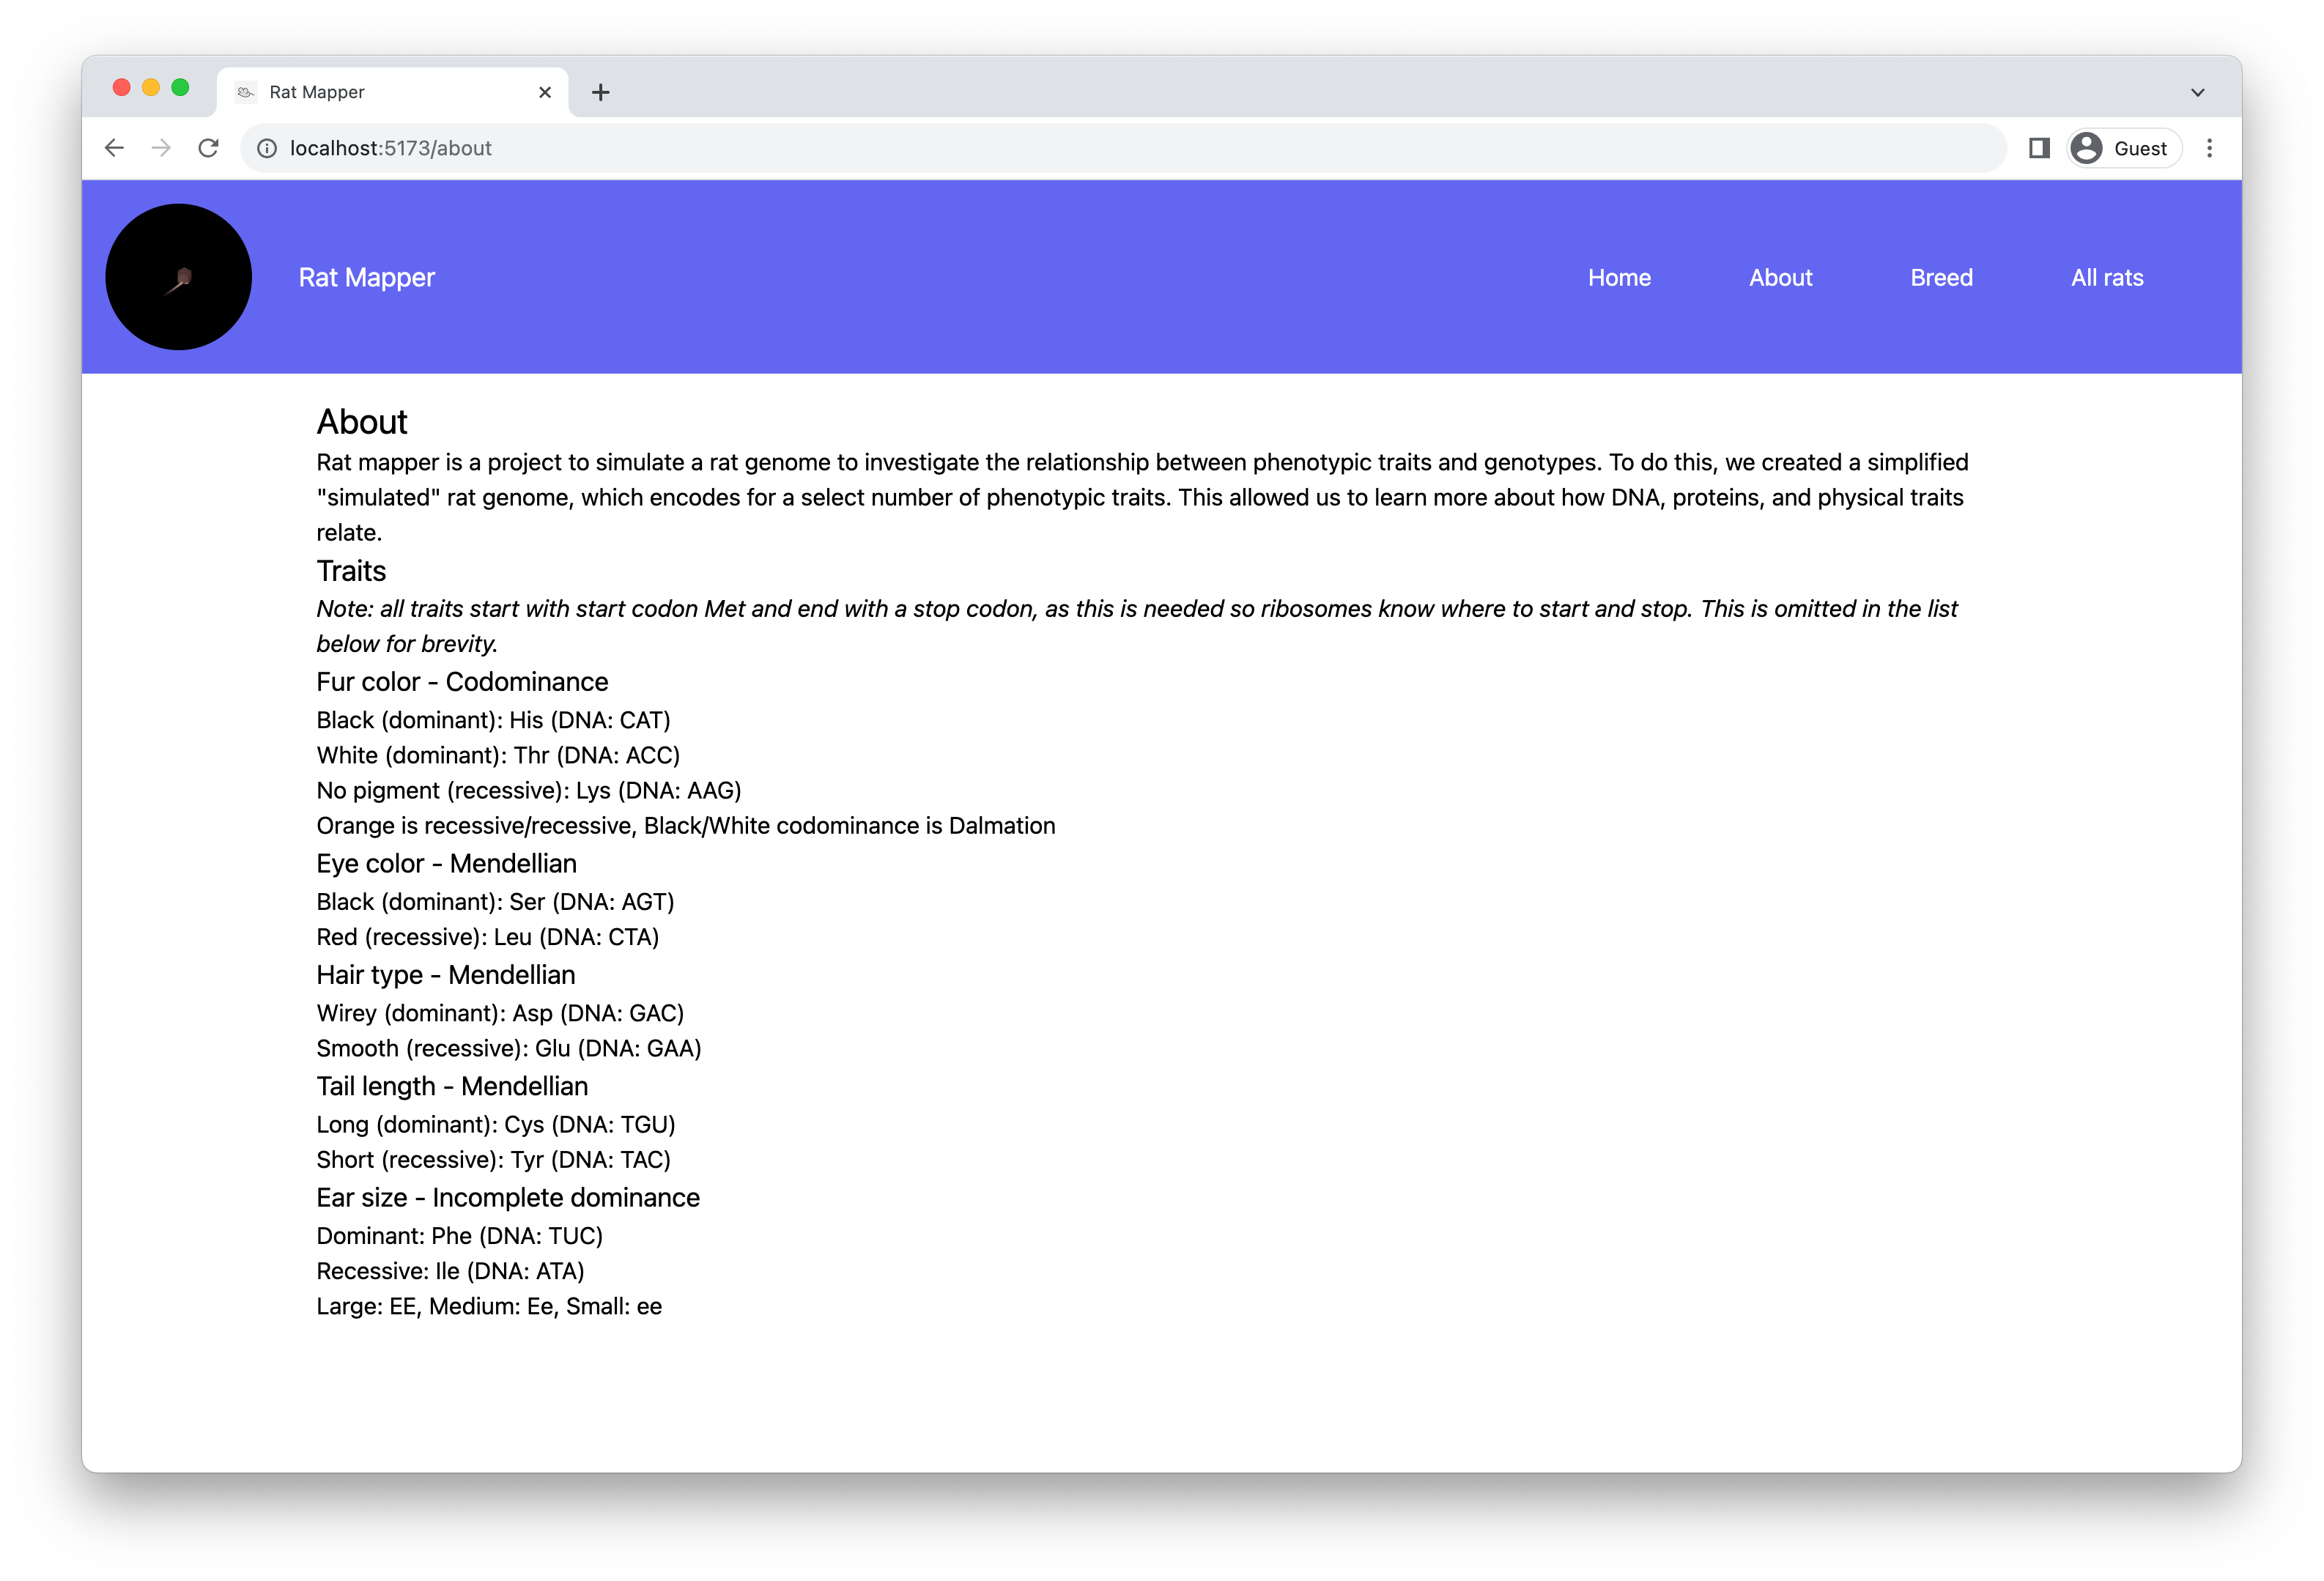 Rat Mapper
localhost:5173/about
Guest
Rat Mapper
Home About Breed All rats
About
Rat mapper is a project to simulate a rat genome to investigate the relationship between phenotypic traits and genotypes. To do this, we created a simplified
"simulated" rat genome, which encodes for a select number of phenotypic traits. This allowed us to learn more about how DNA, proteins, and physical traits
relate.
Traits
Note: all traits start with start codon Met and end with a stop codon, as this is needed so ribosomes know where to start and stop. This is omitted in the list
below for brevity.
Fur color - Codominance
Black (dominant): His (DNA: CAT)
White (dominant): Thr (DNA: ACC)
No pigment (recessive): Lys (DNA: AAG)
Orange is recessive/recessive, Black/White codominance is Dalmation
Eye color - Mendellian
Black (dominant): Ser (DNA: AGT)
Red (recessive): Leu (DNA: CTA)
Hair type - Mendellian
Wirey (dominant): Asp (DNA: GAC)
Smooth (recessive): Glu (DNA: GAA)
Tail length - Mendellian
Long (dominant): Cys (DNA: TGU)
Short (recessive): Tyr (DNA: TAC)
Ear size - Incomplete dominance
Dominant: Phe (DNA: TUC)
Recessive: Ile (DNA: ATA)
Large: EE, Medium: Ee, Small: ee